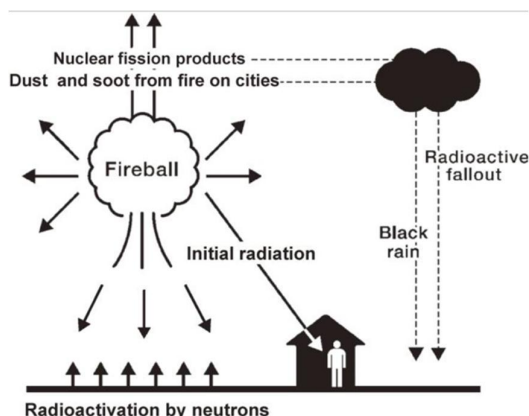 Nuclear fission products
Dust and soot from fire on cities
Fireball
Radioactive
fallout
Initial radiation
Black
rain
Radioactivation by neutrons